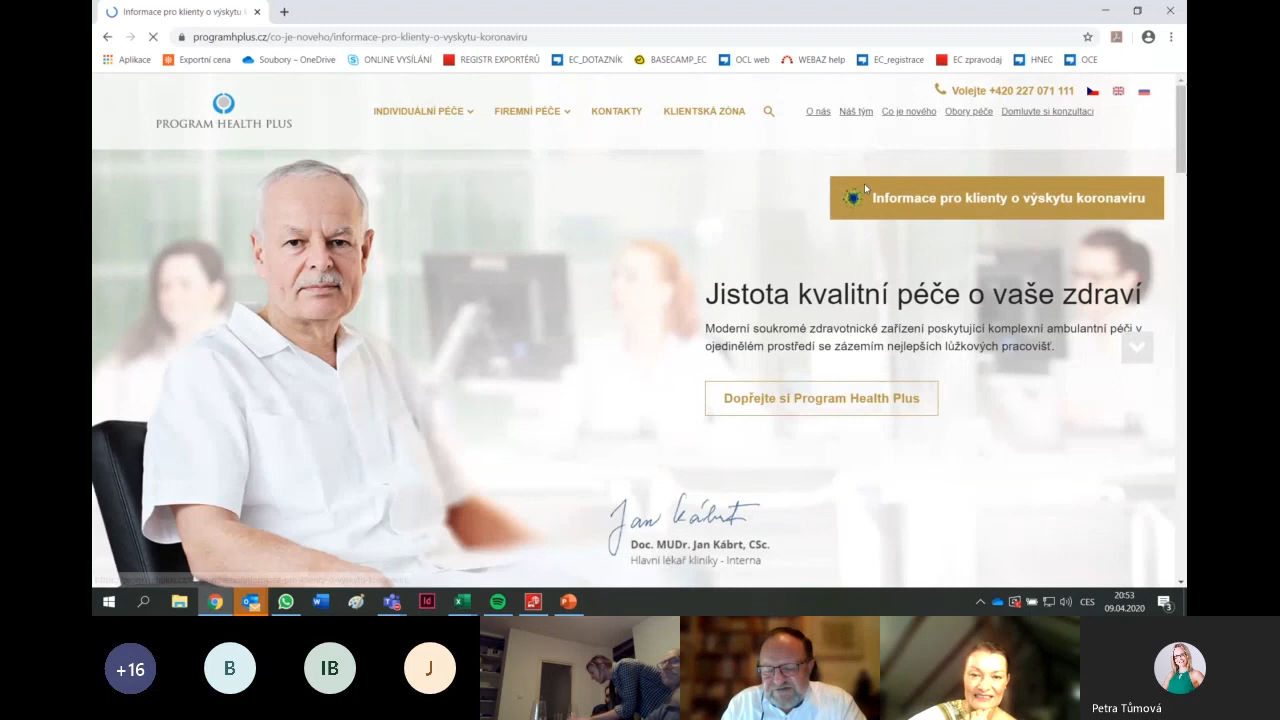 Informace pro klienty o výskytu k
programhplus.cz/co-je-noveho/informace-pro-klienty-o-vyskytu-koronaviru
Aplikace Exportní cena Soubory – OneDrive ONLINE VYSÍLÁNÍ REGISTR EXPORTÉRŮ EC_DOTAZNÍK BASECAMP_EC OCL web WEBAZ help EC_registrace EC zpravodaj HNEC OCE
Volejte +420 227 071 111
PROGRAM HEALTH PLUS
INDIVIDUÁLNÍ PÉČE FIREMNÍ PÉČE KONTAKTY KLIENTSKÁ ZÓNA
O nás Náš tým Co je nového Obory péče Domluvte si konzultaci
Informace pro klienty o výskytu koronaviru
Jistota kvalitní péče o vaše zdraví
Moderní soukromé zdravotnické zařízení poskytující komplexní ambulantní péči v
ojedinělém prostředí se zázemím nejlepších lůžkových pracovišť.
Dopřejte si Program Health Plus
Jan Kábrt
Doc. MUDr. Jan Kábrt, CSc.
Hlavní lékař kliniky - Interna
CES
20:53
09.04.2020
3
+16
B
IB
J
Petra Tůmová